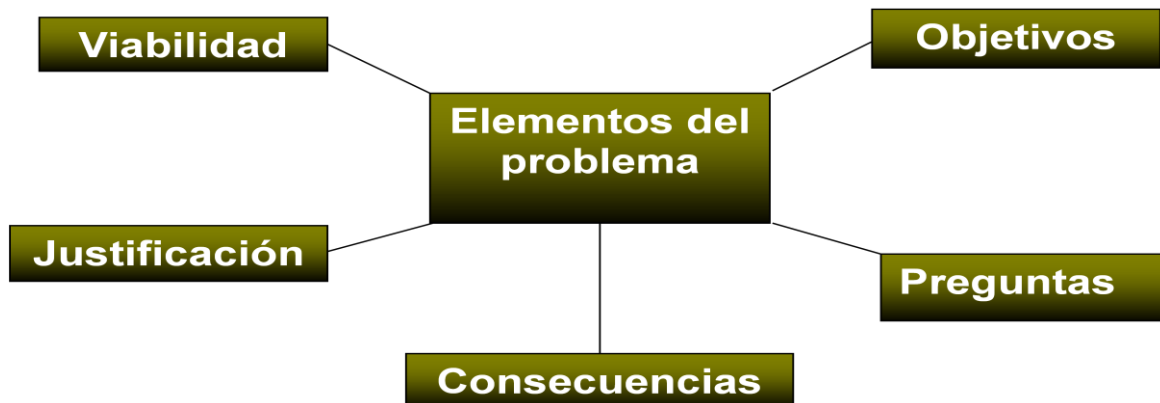 Viabilidad
Objetivos
Elementos del
problema
Justificación
Preguntas
Consecuencias